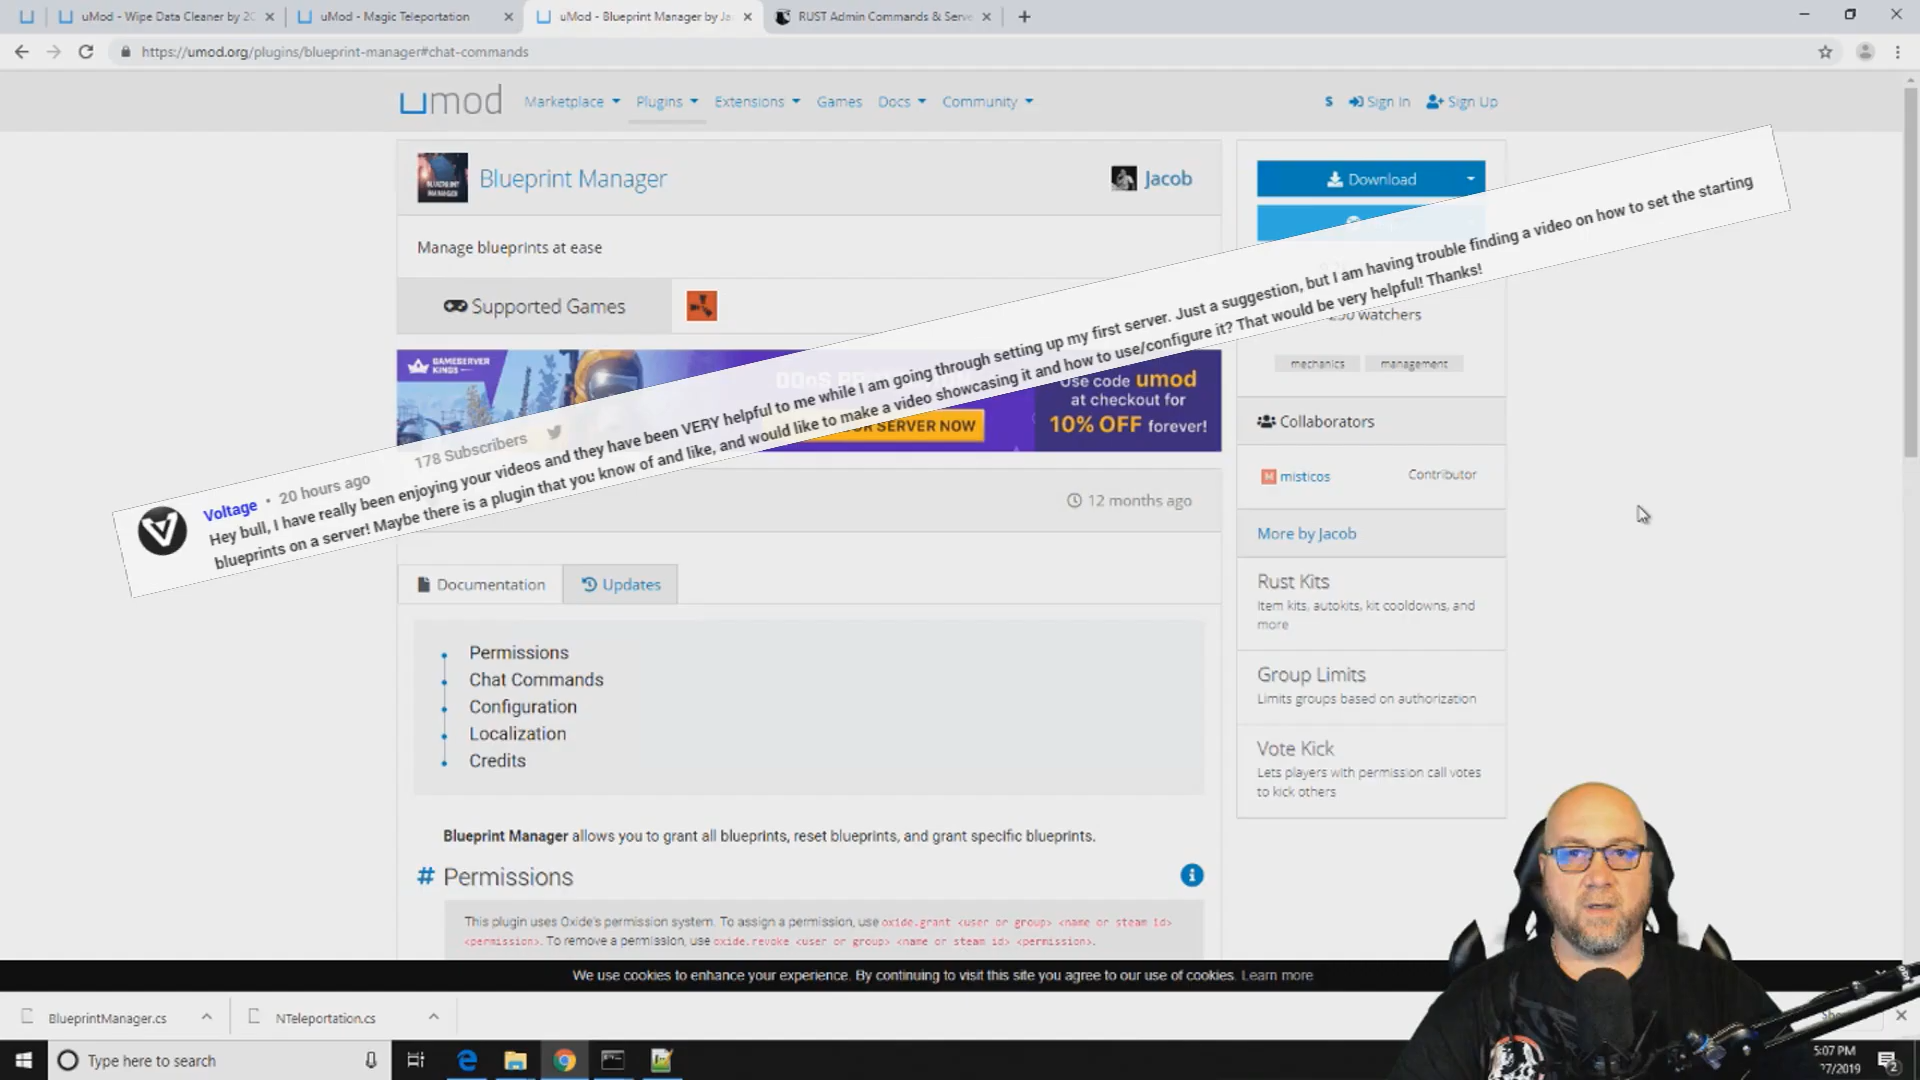 uMod - Wipe Data Cleaner by 2C
uMod - Magic Teleportation
uMod - Blueprint Manager by Ja
RUST Admin Commands & Serve
https://umod.org/plugins/blueprint-manager#chat-commands
umod
Marketplace
Plugins
Extensions
Games
Docs
Community
$
Sign In
Sign Up
BLUEPRINT MANAGER
Blueprint Manager
Jacob
Download
Manage blueprints at ease
Supported Games
watchers
mechanics
management
GAMESERVER KINGS
SERVER NOW
Use code umod
at checkout for
10% OFF forever!
178 Subscribers
Voltage • 20 hours ago
Hey bull, I have really been enjoying your videos and they have been VERY helpful to me while I am going through setting up my first server. Just a suggestion, but I am having trouble finding a video on how to set the starting
blueprints on a server! Maybe there is a plugin that you know of and like, and would like to make a video showcasing it and how to use/configure it? That would be very helpful! Thanks!
12 months ago
Collaborators
M misticos
Contributor
More by Jacob
Rust Kits
Item kits, autokits, kit cooldowns, and
more
Group Limits
Limits groups based on authorization
Vote Kick
Lets players with permission call votes
to kick others
Documentation
Updates
Permissions
Chat Commands
Configuration
Localization
Credits
Blueprint Manager allows you to grant all blueprints, reset blueprints, and grant specific blueprints.
# Permissions
This plugin uses Oxide's permission system. To assign a permission, use oxide.grant <user or group> <name or steam id>
<permission>. To remove a permission, use oxide.revoke <user or group> <name or steam id> <permission>.
We use cookies to enhance your experience. By continuing to visit this site you agree to our use of cookies. Learn more
BlueprintManager.cs
NTeleportation.cs
Type here to search
5:07 PM
27/2019
2